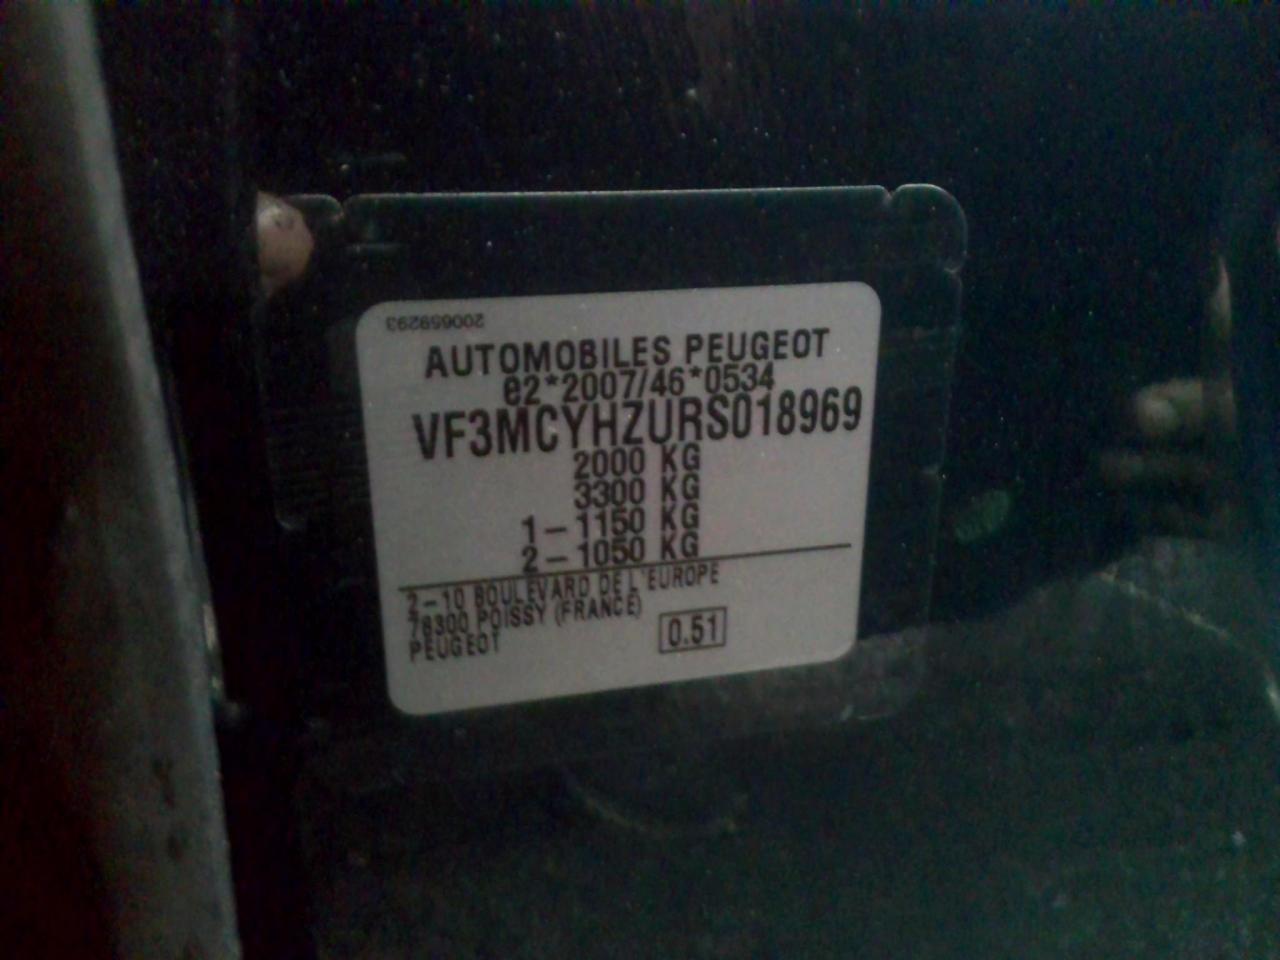 200659293
AUTOMOBILES PEUGEOT
e2*2007/46*0534
VF3MCYHZURS018969
2000 KG
3300 KG
1-1150 KG
2-1050 KG
2-10 BOULEVARD DE L'EUROPE
78300 POISSY (FRANCE)
PEUGEOT
0.51